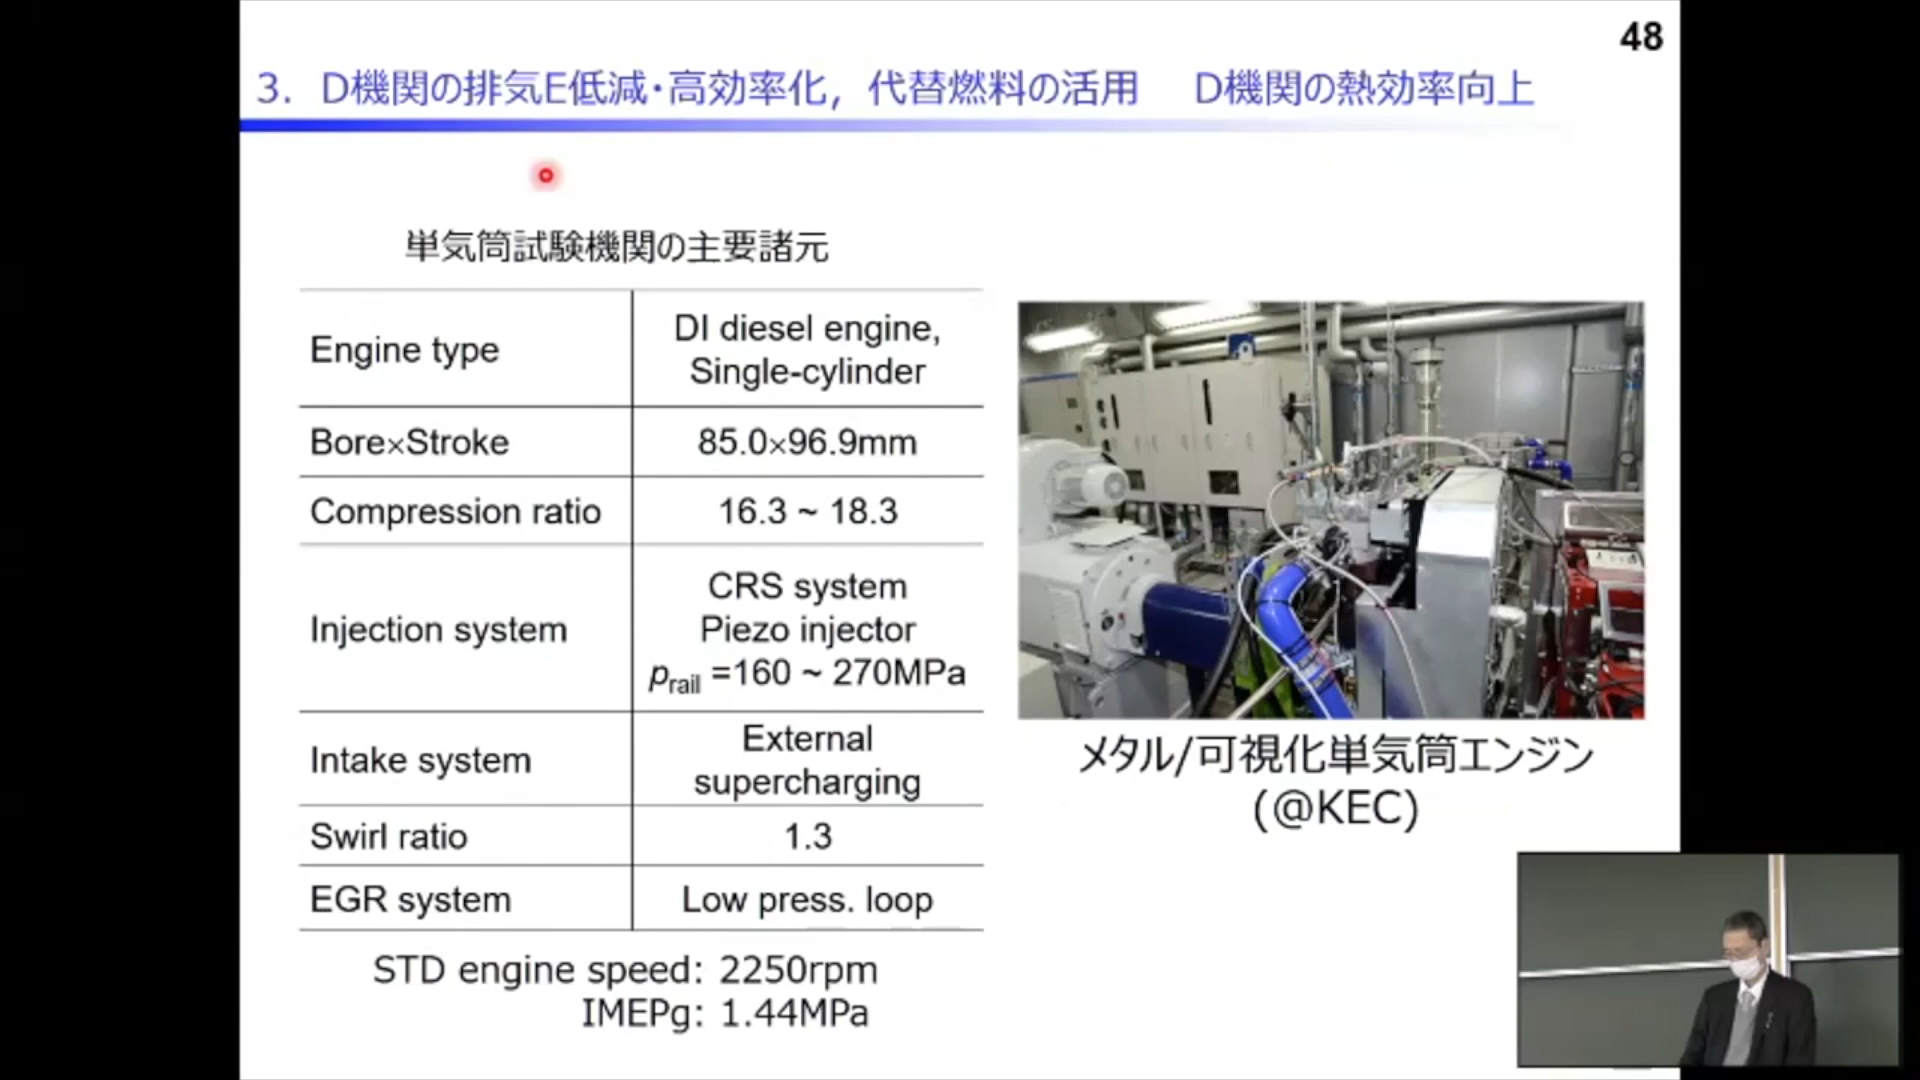 48
3. D機関の排気E低減・高効率化，代替燃料の活用 D機関の熱効率向上
単気筒試験機関の主要諸元
Engine type
DI diesel engine,
Single-cylinder
Bore×Stroke
85.0×96.9mm
Compression ratio
16.3 ~ 18.3
Injection system
CRS system
Piezo injector
prail =160 ~ 270MPa
Intake system
External
supercharging
Swirl ratio
1.3
EGR system
Low press. loop
STD engine speed: 2250rpm
IMEPg: 1.44MPa
メタル/可視化単気筒エンジン
(@KEC)